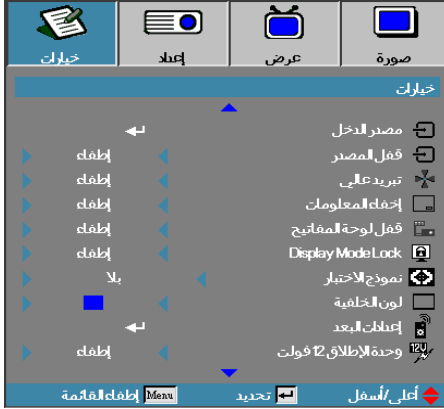 صورة عرض إعداد خيارات
خيارات
مصدر الدخل
قفل المصدر إطفاء
تبريد عالي إطفاء
إخفاء المعلومات إطفاء
قفل لوحة المفاتيح إطفاء
Display Mode Lock إطفاء
نموذج الاختبار بلا
لون الخلفية
إعدادات البعد
12V وحدة الإطلاق 12 فولت إطفاء
أعلى/أسفل تحديد Menu إطفاء القائمة